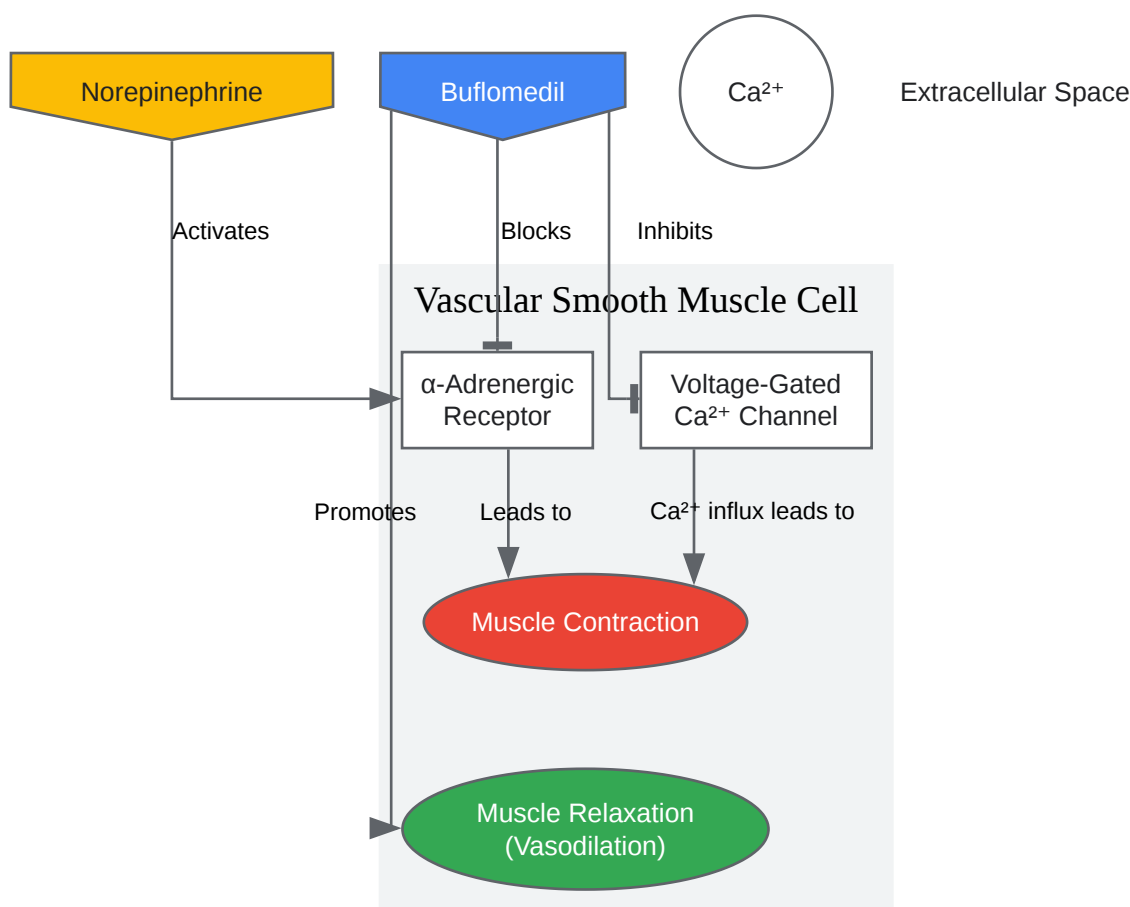 Norepinephrine
Buflomedil
Ca²⁺
Extracellular Space
Activates
Blocks
Inhibits
Vascular Smooth Muscle Cell
α-Adrenergic
Receptor
Voltage-Gated
Ca²⁺ Channel
Promotes
Leads to
Ca²⁺ influx leads to
Muscle Contraction
Muscle Relaxation
(Vasodilation)